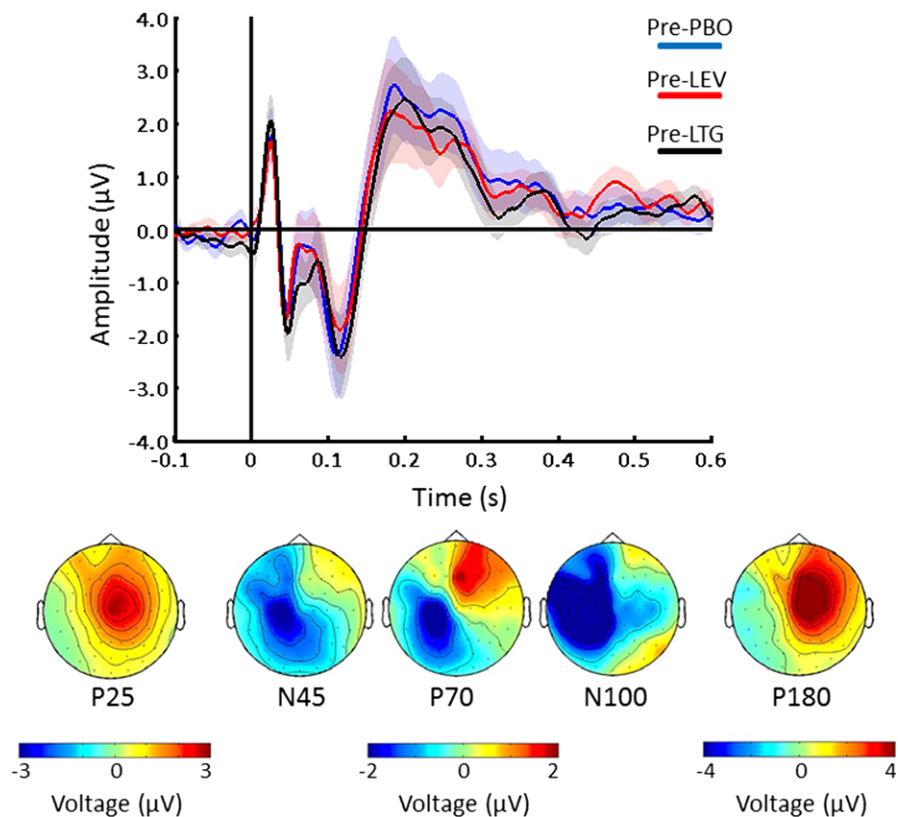 4.0
3.0
2.0
1.0
0.0
-1.0
-2.0
-3.0
-4.0
Amplitude (µV)
Pre-PBO
Pre-LEV
Pre-LTG
-0.1 0 0.1 0.2 0.3 0.4 0.5 0.6
Time (s)
P25 N45 P70 N100 P180
-3 0 3 -2 0 2 -4 0 4
Voltage (µV) Voltage (µV) Voltage (µV)